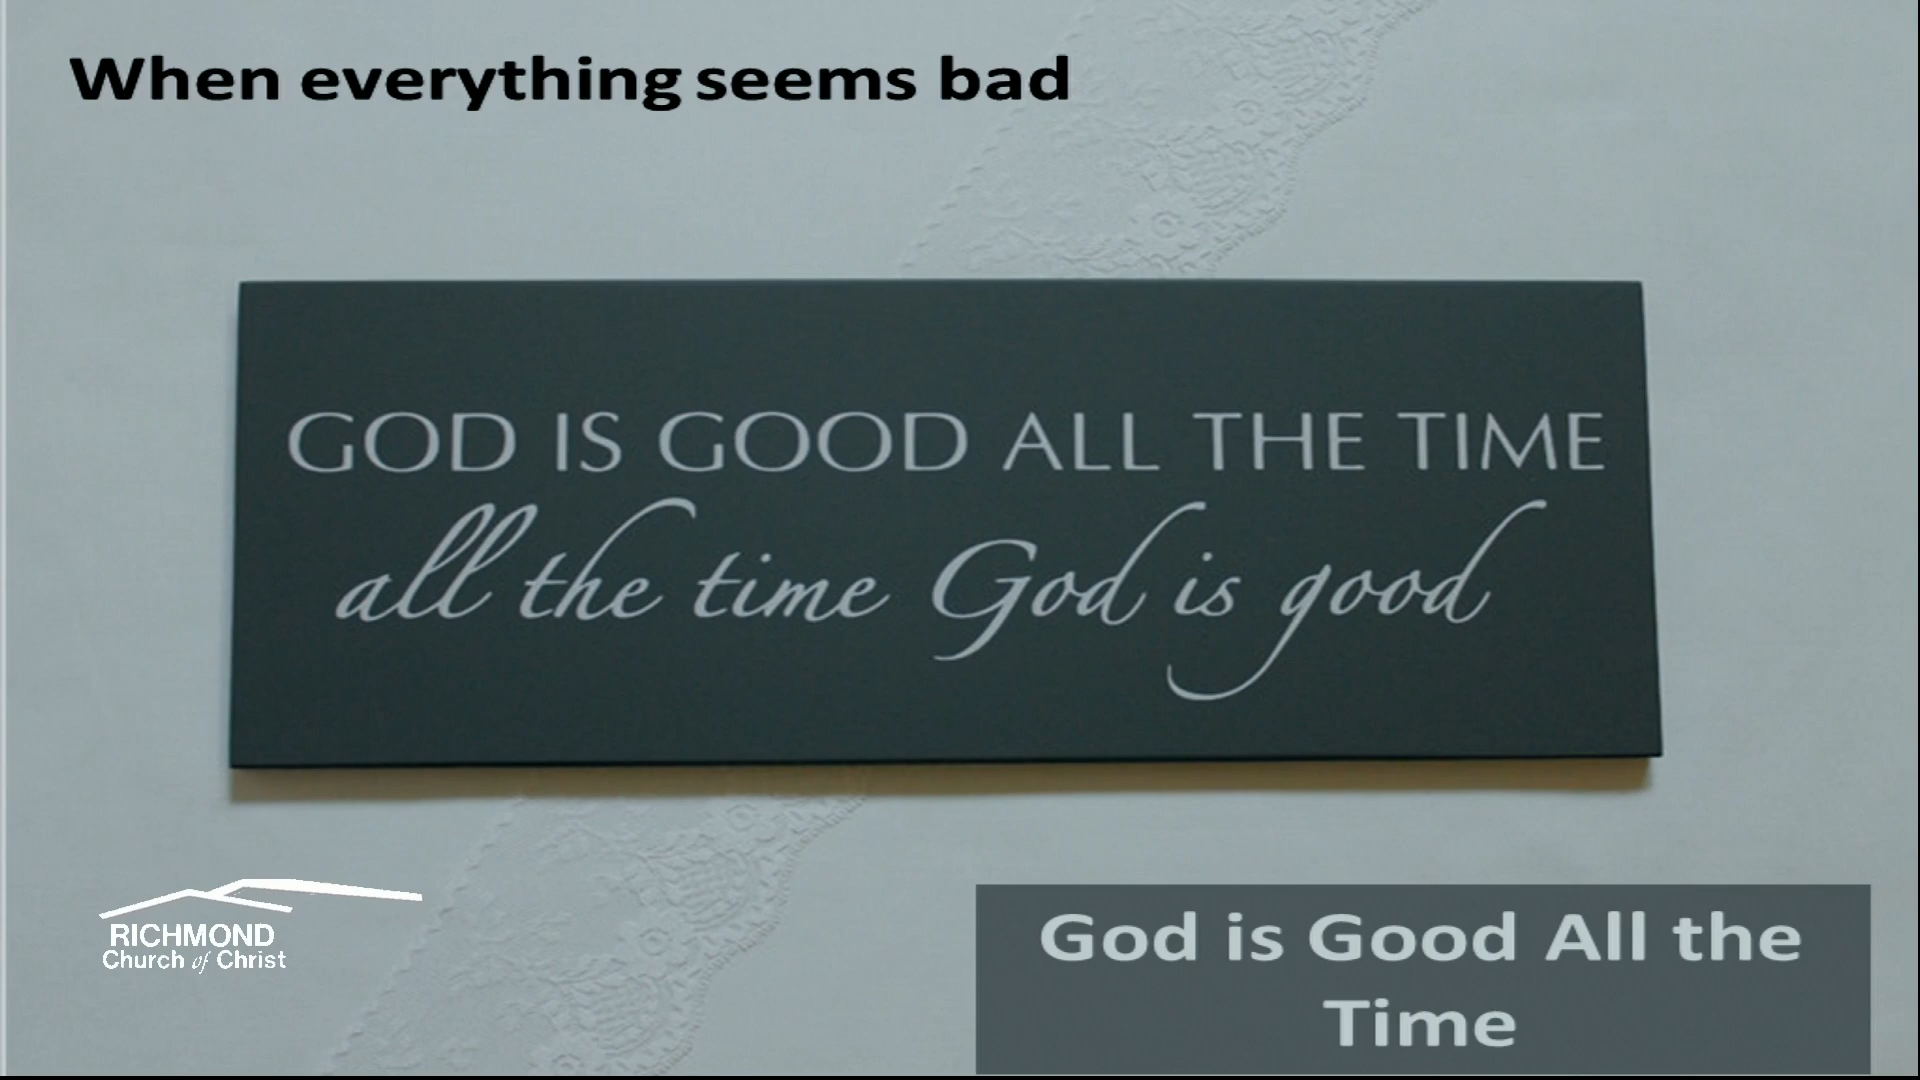 When everything seems bad
GOD IS GOOD ALL THE TIME
all the time God is good
RICHMOND
Church of Christ
God is Good All the
Time